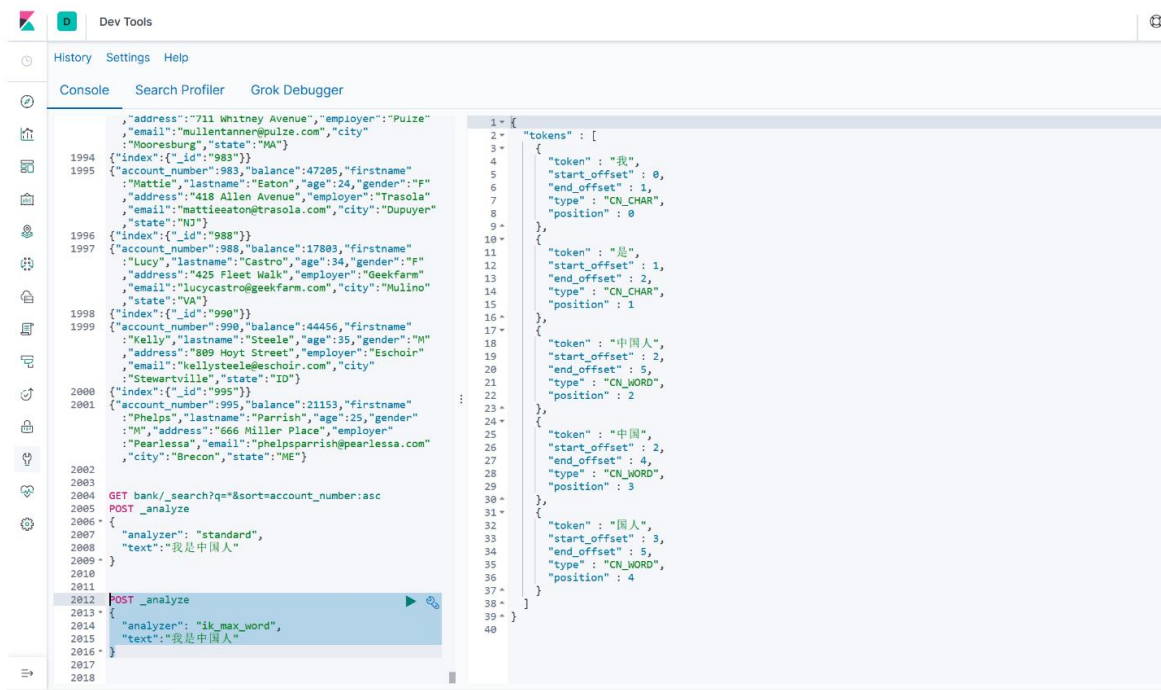 D Dev Tools
History Settings Help
Console Search Profiler Grok Debugger
,"address":"711 Whitney Avenue","employer":"Pulze"
,"email":"mullentanner@pulze.com","city"
:"Mooresburg","state":"MA"}
1994 {"index":{"_id":"983"}}
1995 {"account_number":983,"balance":47205,"firstname"
:"Mattie","lastname":"Eaton","age":24,"gender":"F"
,"address":"418 Allen Avenue","employer":"Trasola"
,"email":"mattieeaton@trasola.com","city":"Dupuyer"
,"state":"NJ"}
1996 {"index":{"_id":"988"}}
1997 {"account_number":988,"balance":17803,"firstname"
:"Lucy","lastname":"Castro","age":34,"gender":"F"
,"address":"425 Fleet Walk","employer":"Geekfarm"
,"email":"lucycastro@geekfarm.com","city":"Mulino"
,"state":"VA"}
1998 {"index":{"_id":"990"}}
1999 {"account_number":990,"balance":44456,"firstname"
:"Kelly","lastname":"Steele","age":35,"gender":"M"
,"address":"809 Hoyt Street","employer":"Eschoir"
,"email":"kellysteele@eschoir.com","city"
:"Stewartville","state":"ID"}
2000 {"index":{"_id":"995"}}
2001 {"account_number":995,"balance":21153,"firstname"
:"Phelps","lastname":"Parrish","age":25,"gender"
:"M","address":"666 Miller Place","employer"
:"Pearlessa","email":"phelpsparrish@pearlessa.com"
,"city":"Brecon","state":"ME"}
2002
2003
2004 GET bank/_search?q=*&sort=account_number:asc
2005 POST _analyze
2006 {
2007 "analyzer": "standard",
2008 "text":"我是中国人"
2009 }
2010
2011
2012 POST _analyze
2013 {
2014 "analyzer": "ik_max_word",
2015 "text":"我是中国人"
2016 }
2017
2018
1 {
2 "tokens" : [
3 {
4 "token" : "我",
5 "start_offset" : 0,
6 "end_offset" : 1,
7 "type" : "CN_CHAR",
8 "position" : 0
9 },
10 {
11 "token" : "是",
12 "start_offset" : 1,
13 "end_offset" : 2,
14 "type" : "CN_CHAR",
15 "position" : 1
16 },
17 {
18 "token" : "中国人",
19 "start_offset" : 2,
20 "end_offset" : 5,
21 "type" : "CN_WORD",
22 "position" : 2
23 },
24 {
25 "token" : "中国",
26 "start_offset" : 2,
27 "end_offset" : 4,
28 "type" : "CN_WORD",
29 "position" : 3
30 },
31 {
32 "token" : "国人",
33 "start_offset" : 3,
34 "end_offset" : 5,
35 "type" : "CN_WORD",
36 "position" : 4
37 }
38 ]
39 }
40